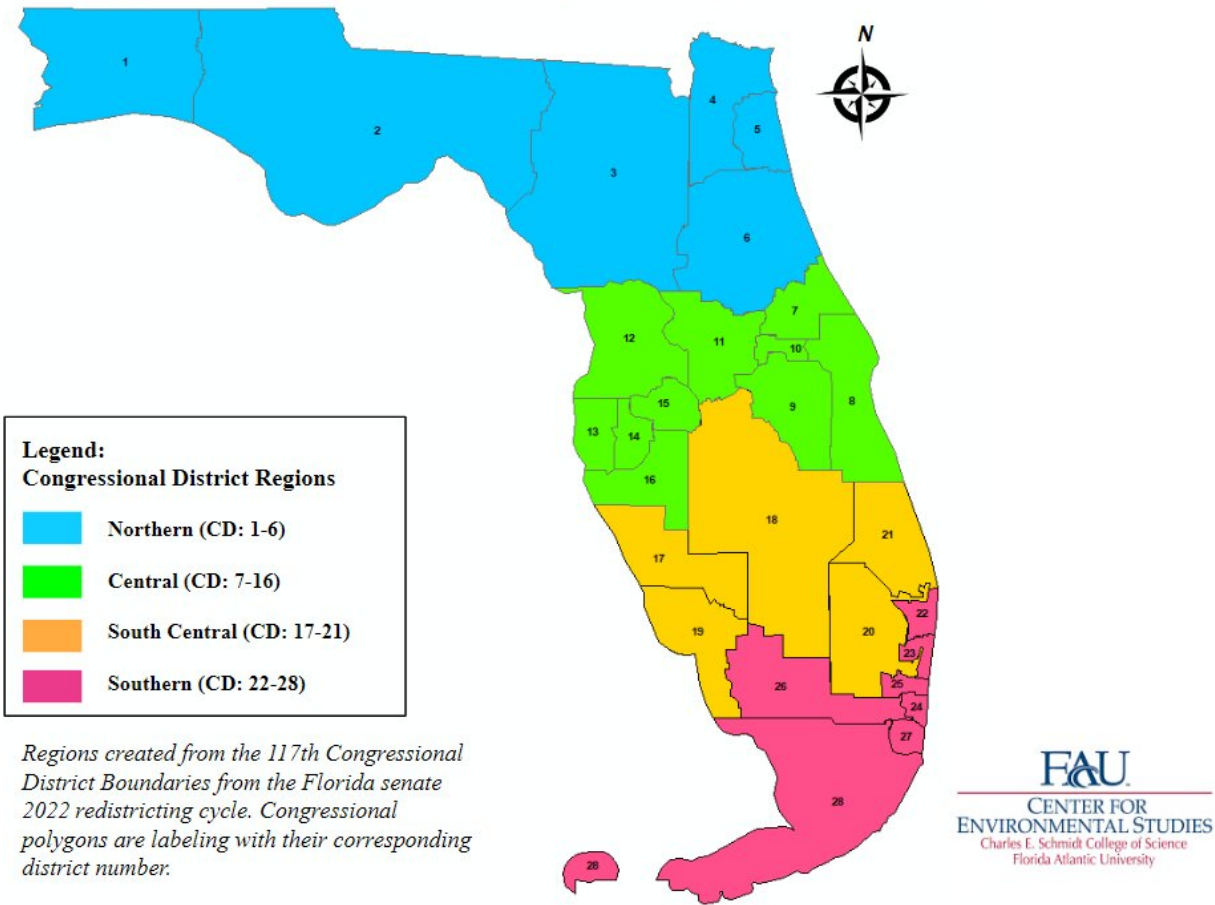 N
1
2
3
4
5
6
7
8
9
10
11
12
13
14
15
16
17
18
19
20
21
22
23
24
25
26
27
28
28
Legend:
Congressional District Regions
Northern (CD: 1-6)
Central (CD: 7-16)
South Central (CD: 17-21)
Southern (CD: 22-28)
Regions created from the 117th Congressional
District Boundaries from the Florida senate
2022 redistricting cycle. Congressional
polygons are labeling with their corresponding
district number.
FAU
CENTER FOR
ENVIRONMENTAL STUDIES
Charles E. Schmidt College of Science
Florida Atlantic University